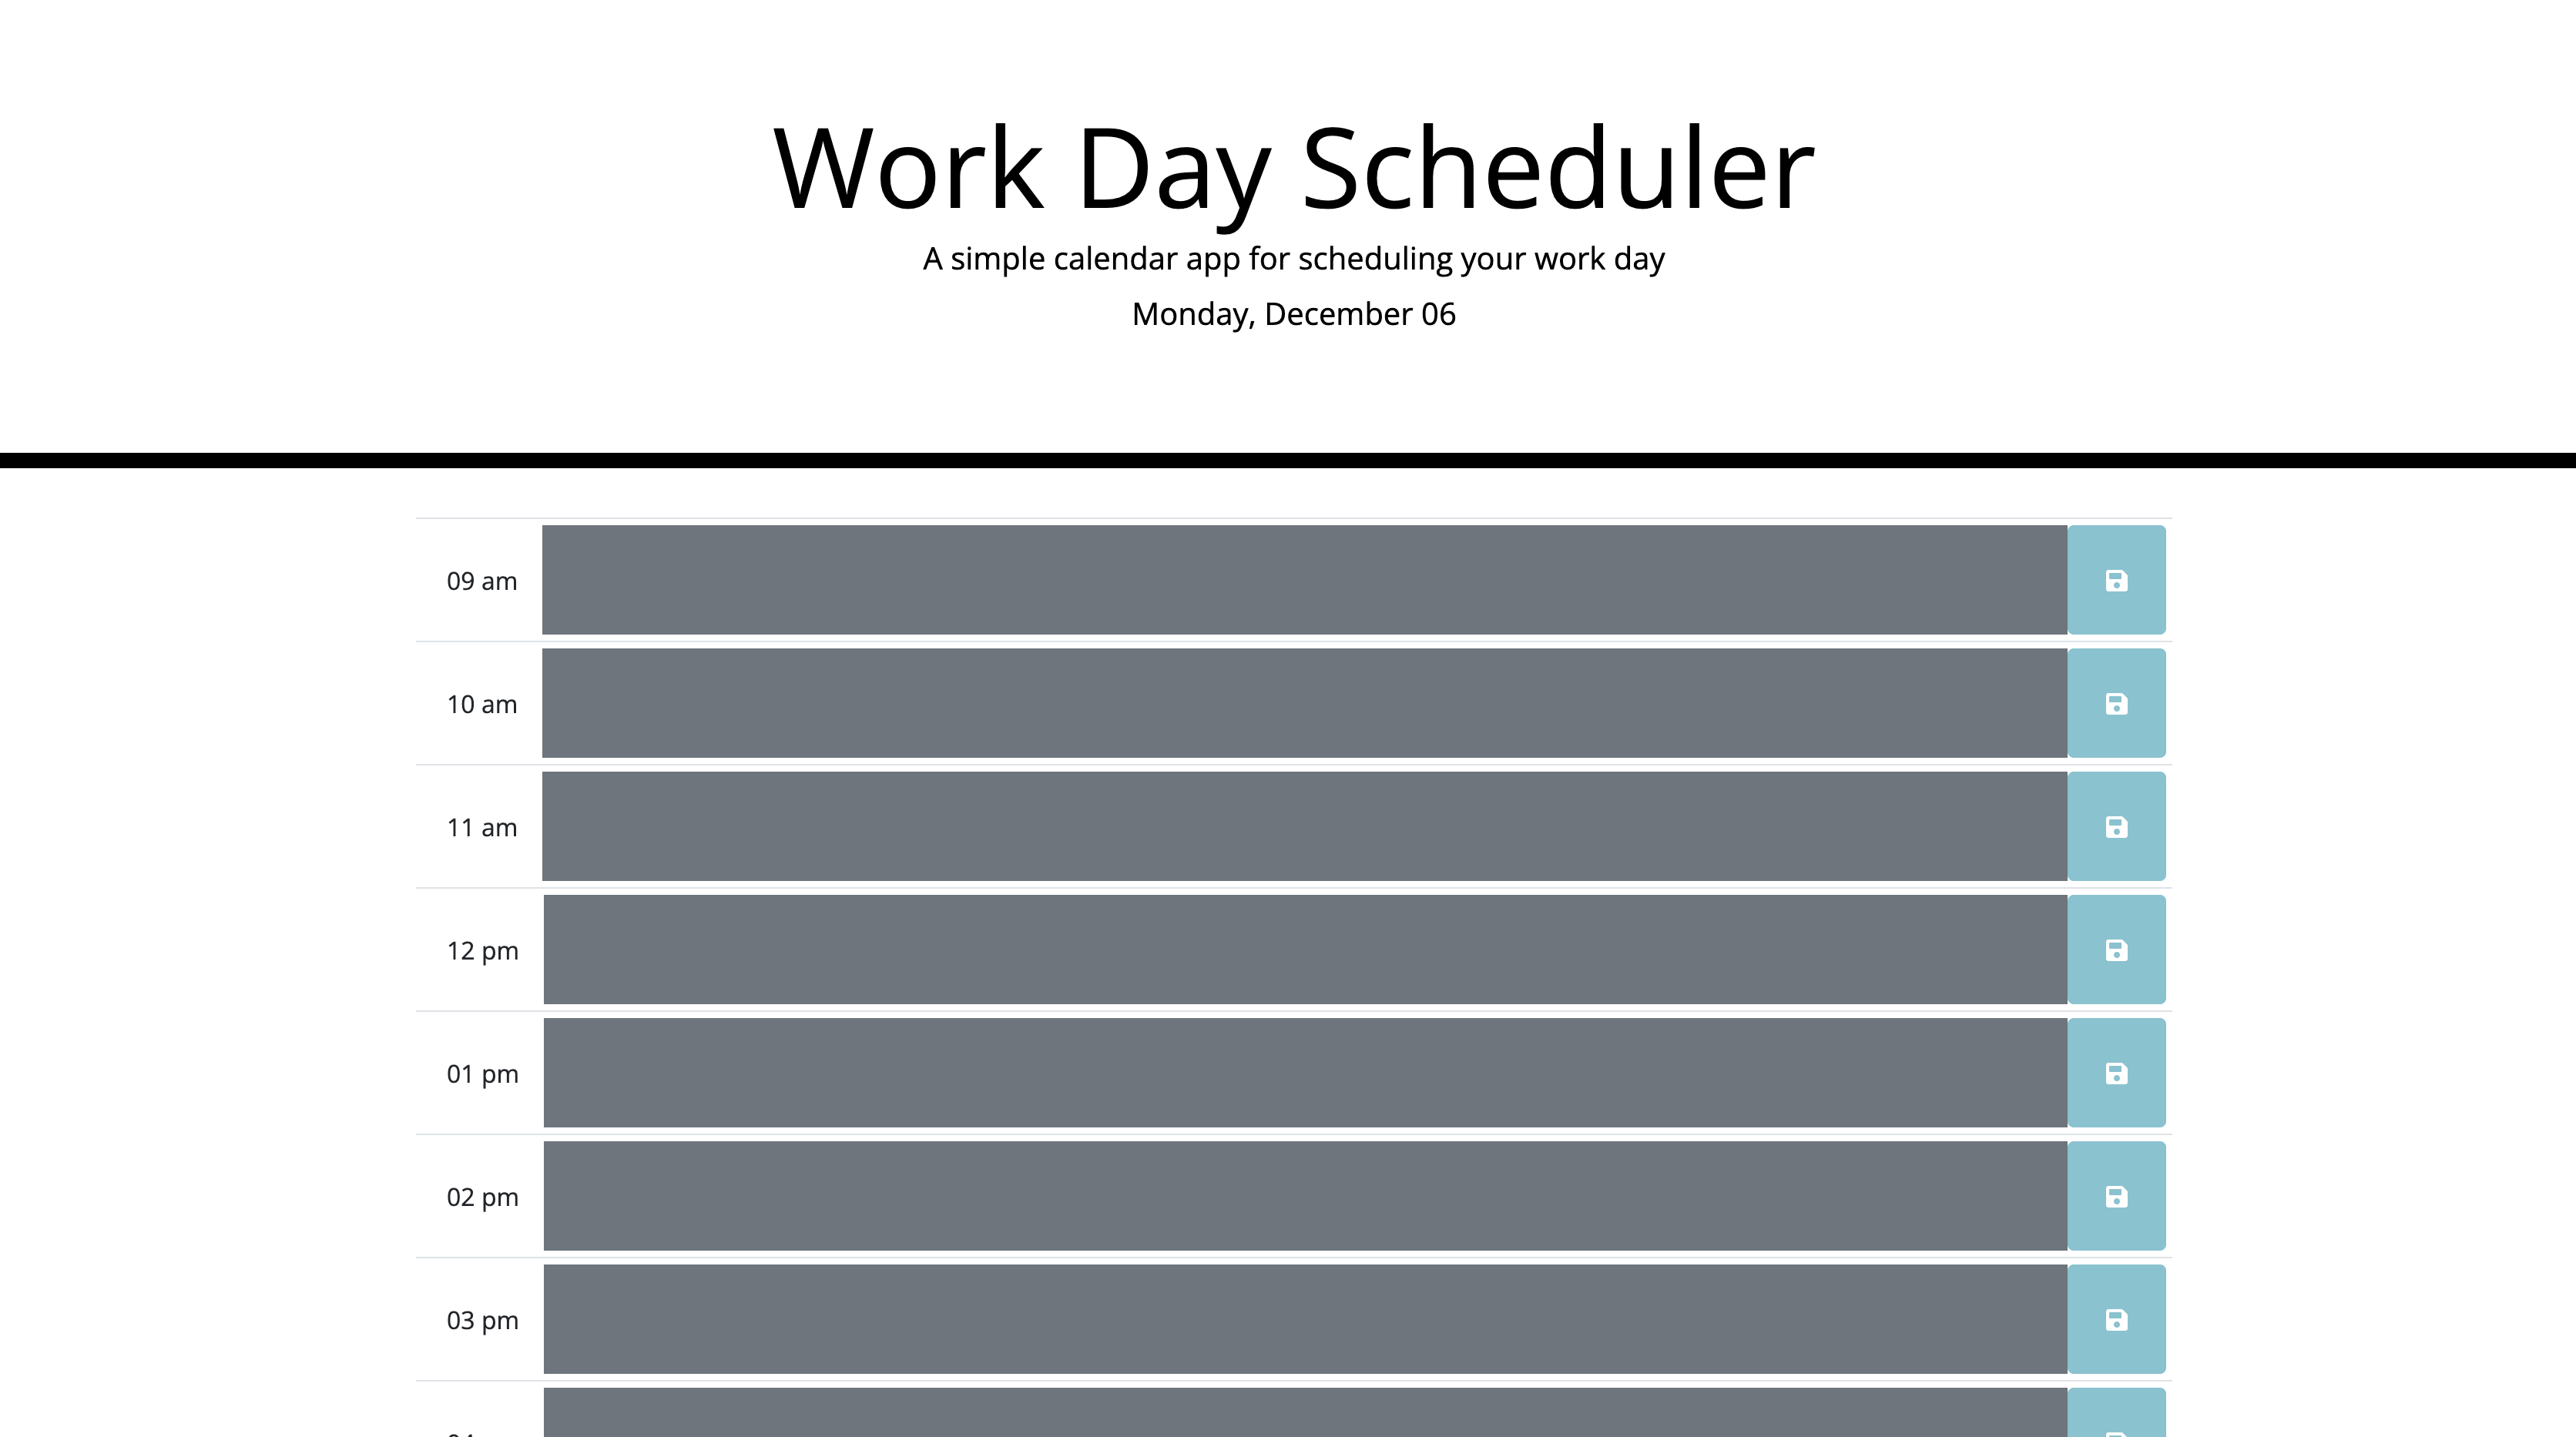 Work Day Scheduler
A simple calendar app for scheduling your work day
Monday, December 06
09 am
10 am
11 am
12 pm
01 pm
02 pm
03 pm